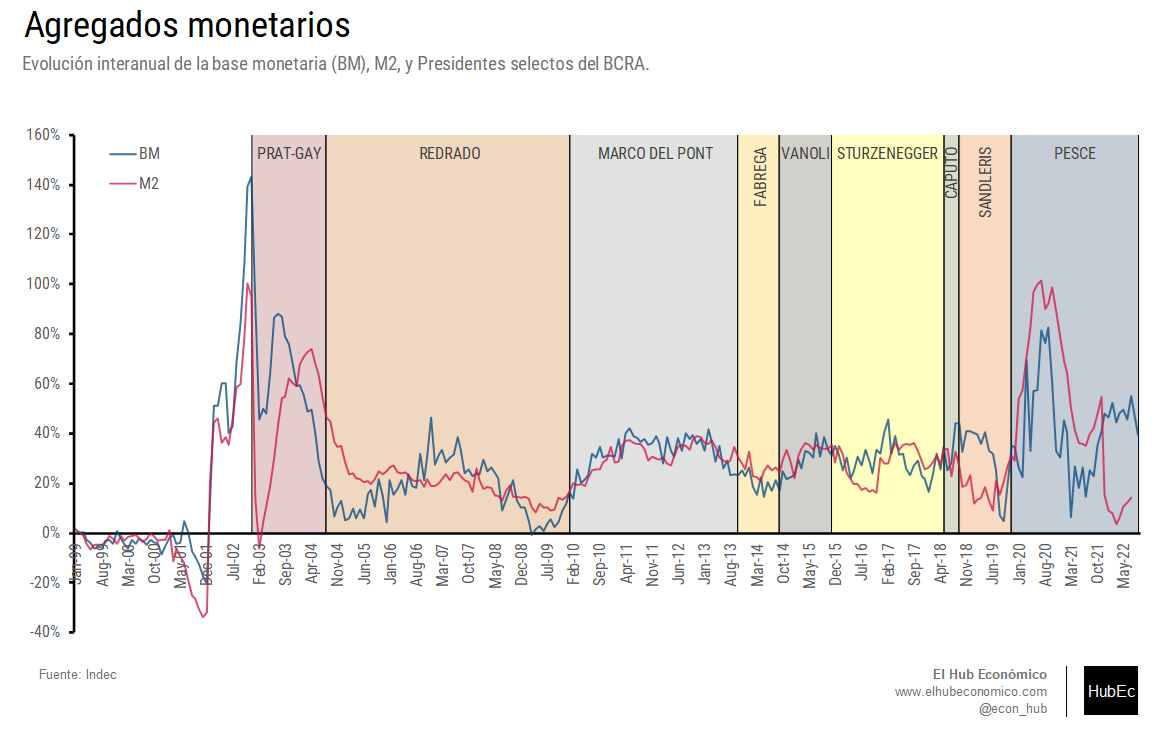 Agregados monetarios
Evolución interanual de la base monetaria (BM), M2, y Presidentes selectos del BCRA.
160%
140%
120%
100%
80%
60%
40%
20%
0%
-20%
-40%
BM
M2
PRAT-GAY
REDRADO
MARCO DEL PONT
FABREGA
VANOLI
STURZENEGGER
CAPUTO
SANDLERIS
PESCE
Jan-99
Aug-99
Mar-00
Oct-00
May-01
Dec-01
Jul-02
Feb-03
Sep-03
Apr-04
Nov-04
Jun-05
Jan-06
Aug-06
Mar-07
Oct-07
May-08
Dec-08
Jul-09
Feb-10
Sep-10
Apr-11
Nov-11
Jun-12
Jan-13
Aug-13
Mar-14
Oct-14
May-15
Dec-15
Jul-16
Feb-17
Sep-17
Apr-18
Nov-18
Jun-19
Jan-20
Aug-20
Mar-21
Oct-21
May-22
Fuente: Indec
El Hub Económico
www.elhubeconomico.com
@econ_hub
HubEc